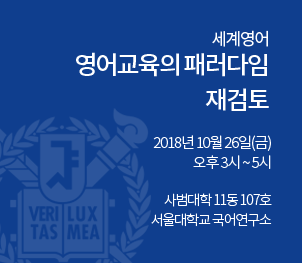 세계영어
영어교육의 패러다임
재검토
2018년 10월 26일(금)
오후 3시 ~ 5시
사범대학 11동 107호
서울대학교 국어연구소
VERI LUX
TAS MEA